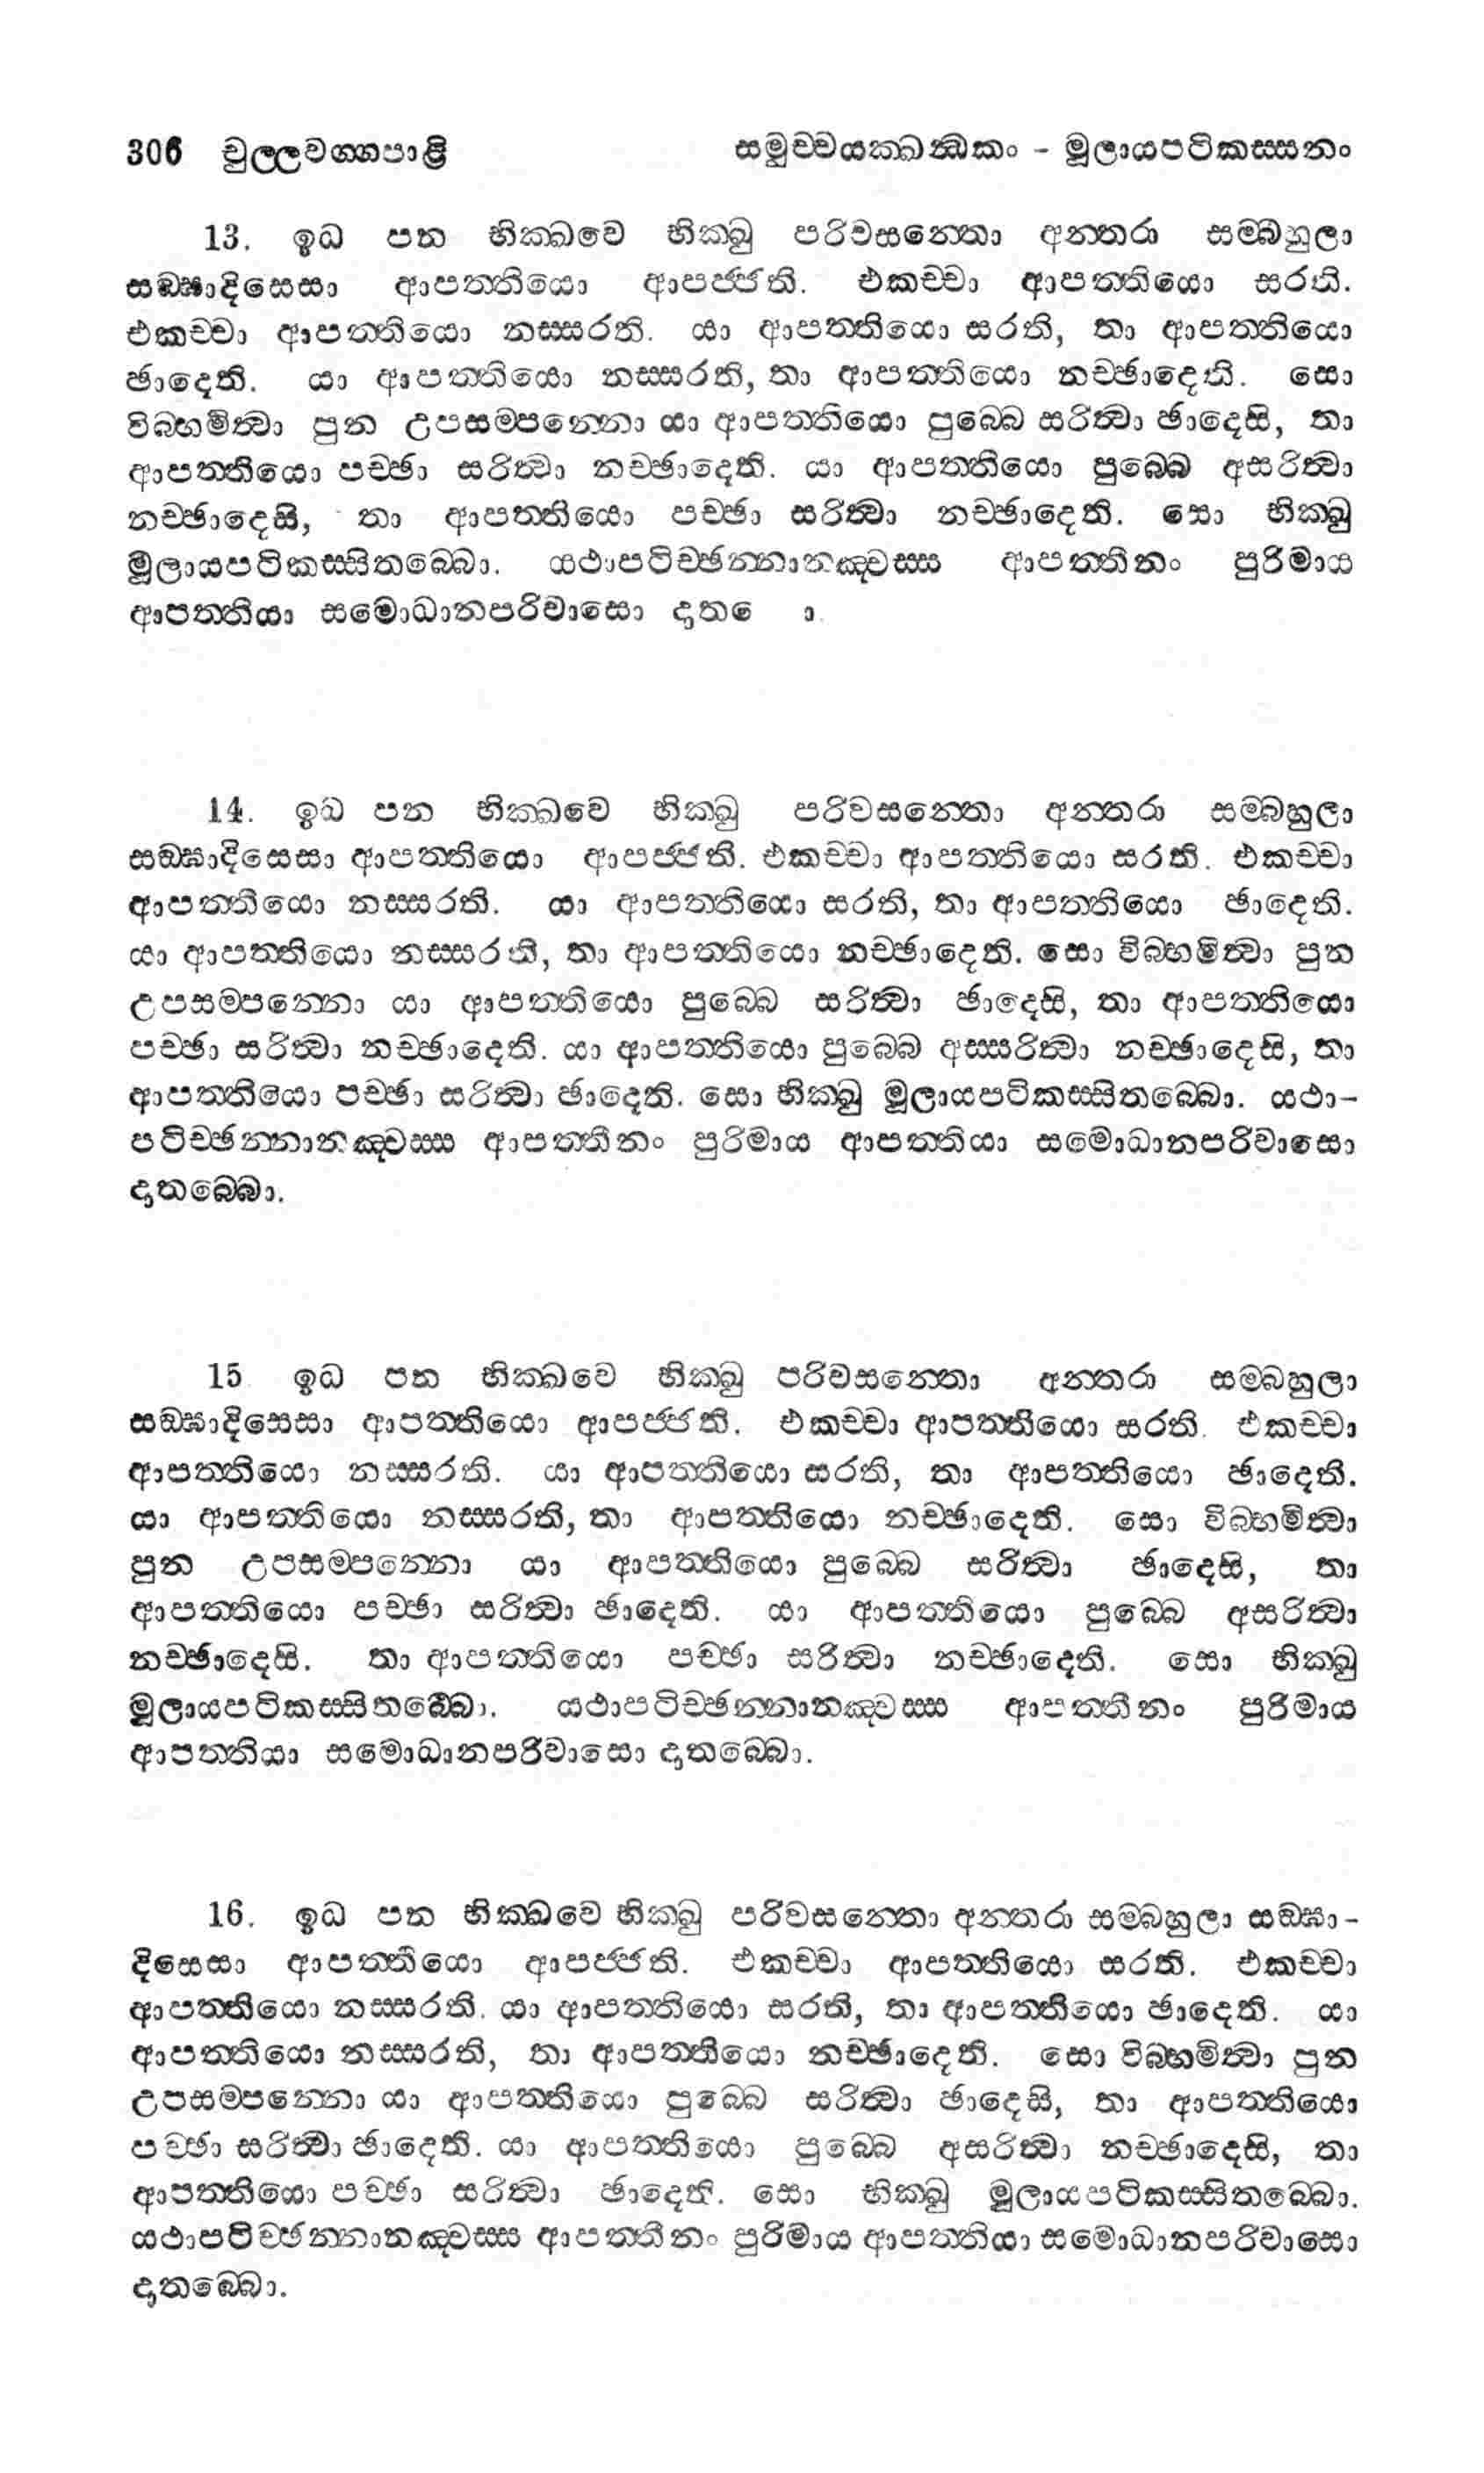 306 චුල්ලවග්ගපාළි සමුච්චයක්ඛන්ධකං - මූලායපටිකස්සනං
13. ඉධ පන භික්ඛවෙ භික්ඛු පරිවසන්තො අන්තරා සම්බහුලා
සඞ්ඝාදිසෙසා ආපත්තියො ආපජ්ජති. එකච්චා ආපත්තියො සරති.
එකච්චා ආපත්තියො නස්සරති. යා ආපත්තියො සරති, තා ආපත්තියො
ඡාදෙති. යා ආපත්තියො නස්සරති, තා ආපත්තියො නච්ඡාදෙති. සො
විබ්භමිත්වා පුන උපසම්පන්නො යා ආපත්තියො පුබ්බෙ සරිත්වා ඡාදෙසි, තා
ආපත්තියො පච්ඡා සරිත්වා නච්ඡාදෙති. යා ආපත්තියො පුබ්බෙ අසරිත්වා
නච්ඡාදෙසි, තා ආපත්තියො පච්ඡා සරිත්වා නච්ඡාදෙති. සො භික්ඛු
මූලායපටිකස්සිතබ්බො. යථාපටිච්ඡන්නානඤ්චස්ස ආපත්තීනං පුරිමාය
ආපත්තියා සමොධානපරිවාසො
14. ඉධ පන භික්ඛවෙ භික්ඛු පරිවසන්තො අන්තරා සම්බහුලා
සඞ්ඝාදිසෙසා ආපත්තියො ආපජ්ජති. එකච්චා ආපත්තියො සරති. එකච්චා
ආපත්තියො නස්සරති. යා ආපත්තියො සරති, තා ආපත්තියො ඡාදෙති.
යා ආපත්තියො නස්සරති, තා ආපත්තියො නච්ඡාදෙති. සො විබ්භමිත්වා පුන
උපසම්පන්නො යා ආපත්තියො පුබ්බෙ සරිත්වා ඡාදෙසි, තා ආපත්තියො
පච්ඡා සරිත්වා නච්ඡාදෙති. යා ආපත්තියො පුබ්බෙ අස්සරිත්වා නච්ඡාදෙසි, තා
ආපත්තියො පච්ඡා සරිත්වා ඡාදෙති. සො භික්ඛු මූලායපටිකස්සිතබ්බො. යථා-
පටිච්ඡන්නානඤ්චස්ස ආපත්තීනං පුරිමාය ආපත්තියා සමොධානපරිවාසො
දාතබ්බො.
15 ඉධ පන භික්ඛවෙ භික්ඛු පරිවසන්තො අන්තරා සම්බහුලා
සඞ්ඝාදිසෙසා ආපත්තියො ආපජ්ජති. එකච්චා ආපත්තියො සරති. එකච්චා
ආපත්තියො නස්සරති. යා ආපත්තියො සරති, තා ආපත්තියො ඡාදෙති.
යා ආපත්තියො නස්සරති, තා ආපත්තියො නච්ඡාදෙති. සො විබ්භමිත්වා
පුන උපසම්පන්නො යා ආපත්තියො පුබ්බෙ සරිත්වා ඡාදෙසි, තා
ආපත්තියො පච්ඡා සරිත්වා ඡාදෙති. යා ආපත්තියො පුබ්බෙ අසරිත්වා
නච්ඡාදෙසි. තා ආපත්තියො පච්ඡා සරිත්වා නච්ඡාදෙති. සො භික්ඛු
මූලායපටිකස්සිතබ්බො. යථාපටිච්ඡන්නානඤ්චස්ස ආපත්තීනං පුරිමාය
ආපත්තියා සමොධානපරිවාසො දාතබ්බො.
16. ඉධ පන භික්ඛවෙ භික්ඛු පරිවසන්තො අන්තරා සම්බහුලා සඞ්ඝා-
දිසෙසා ආපත්තියො ආපජ්ජති. එකච්චා ආපත්තියො සරති. එකච්චා
ආපත්තියො නස්සරති. යා ආපත්තියො සරති, තා ආපත්තියො ඡාදෙති. යා
ආපත්තියො නස්සරති, තා ආපත්තියො නච්ඡාදෙති. සො විබ්භමිත්වා පුන
උපසම්පන්නො යා ආපත්තියො පුබ්බෙ සරිත්වා ඡාදෙසි, තා ආපත්තියො
පච්ඡා සරිත්වා ඡාදෙති. යා ආපත්තියො පුබ්බෙ අසරිත්වා නච්ඡාදෙසි, තා
ආපත්තියො පච්ඡා සරිත්වා ඡාදෙති. සො භික්ඛු මූලායපටිකස්සිතබ්බො.
යථාපටිච්ඡන්නානඤ්චස්ස ආපත්තීනං පුරිමාය ආපත්තියා සමොධානපරිවාසො
දාතබ්බො.